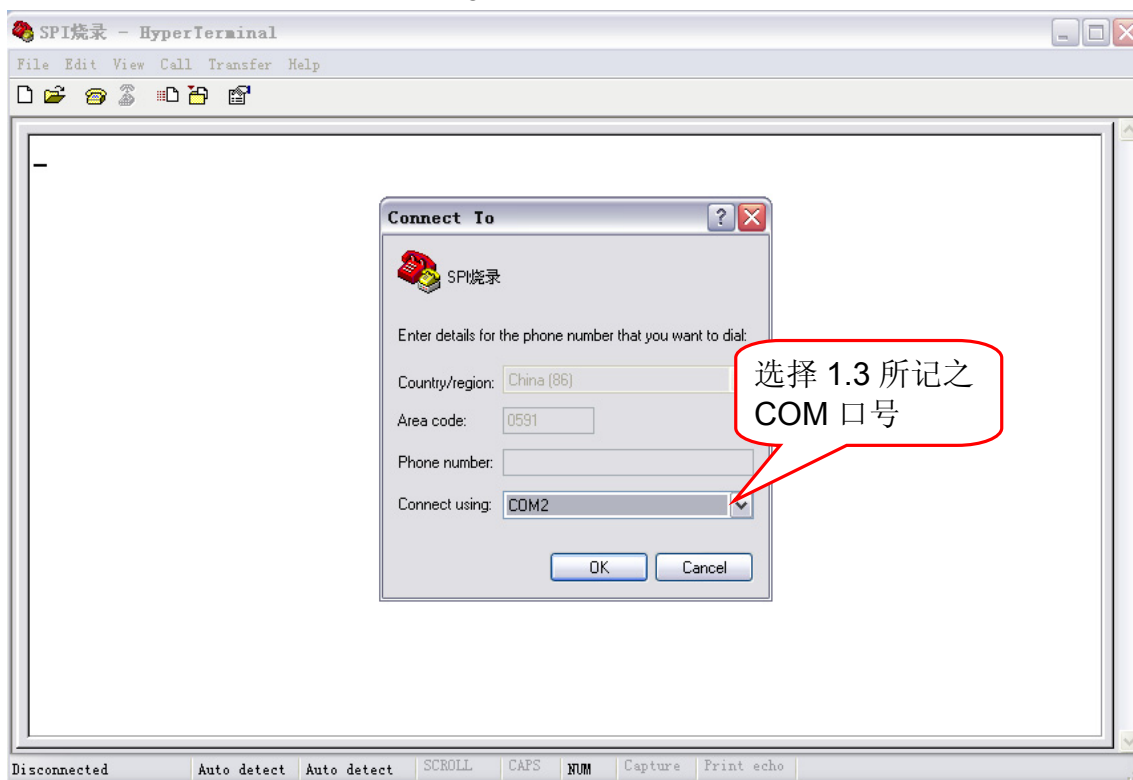 SPI烧录 - HyperTerminal
File Edit View Call Transfer Help
Connect To
SPI烧录
Enter details for the phone number that you want to dial:
Country/region: China (86)
选择 1.3 所记之
COM 口号
Area code: 0591
Phone number:
Connect using: COM2
OK Cancel
Disconnected Auto detect Auto detect SCROLL CAPS NUM Capture Print echo